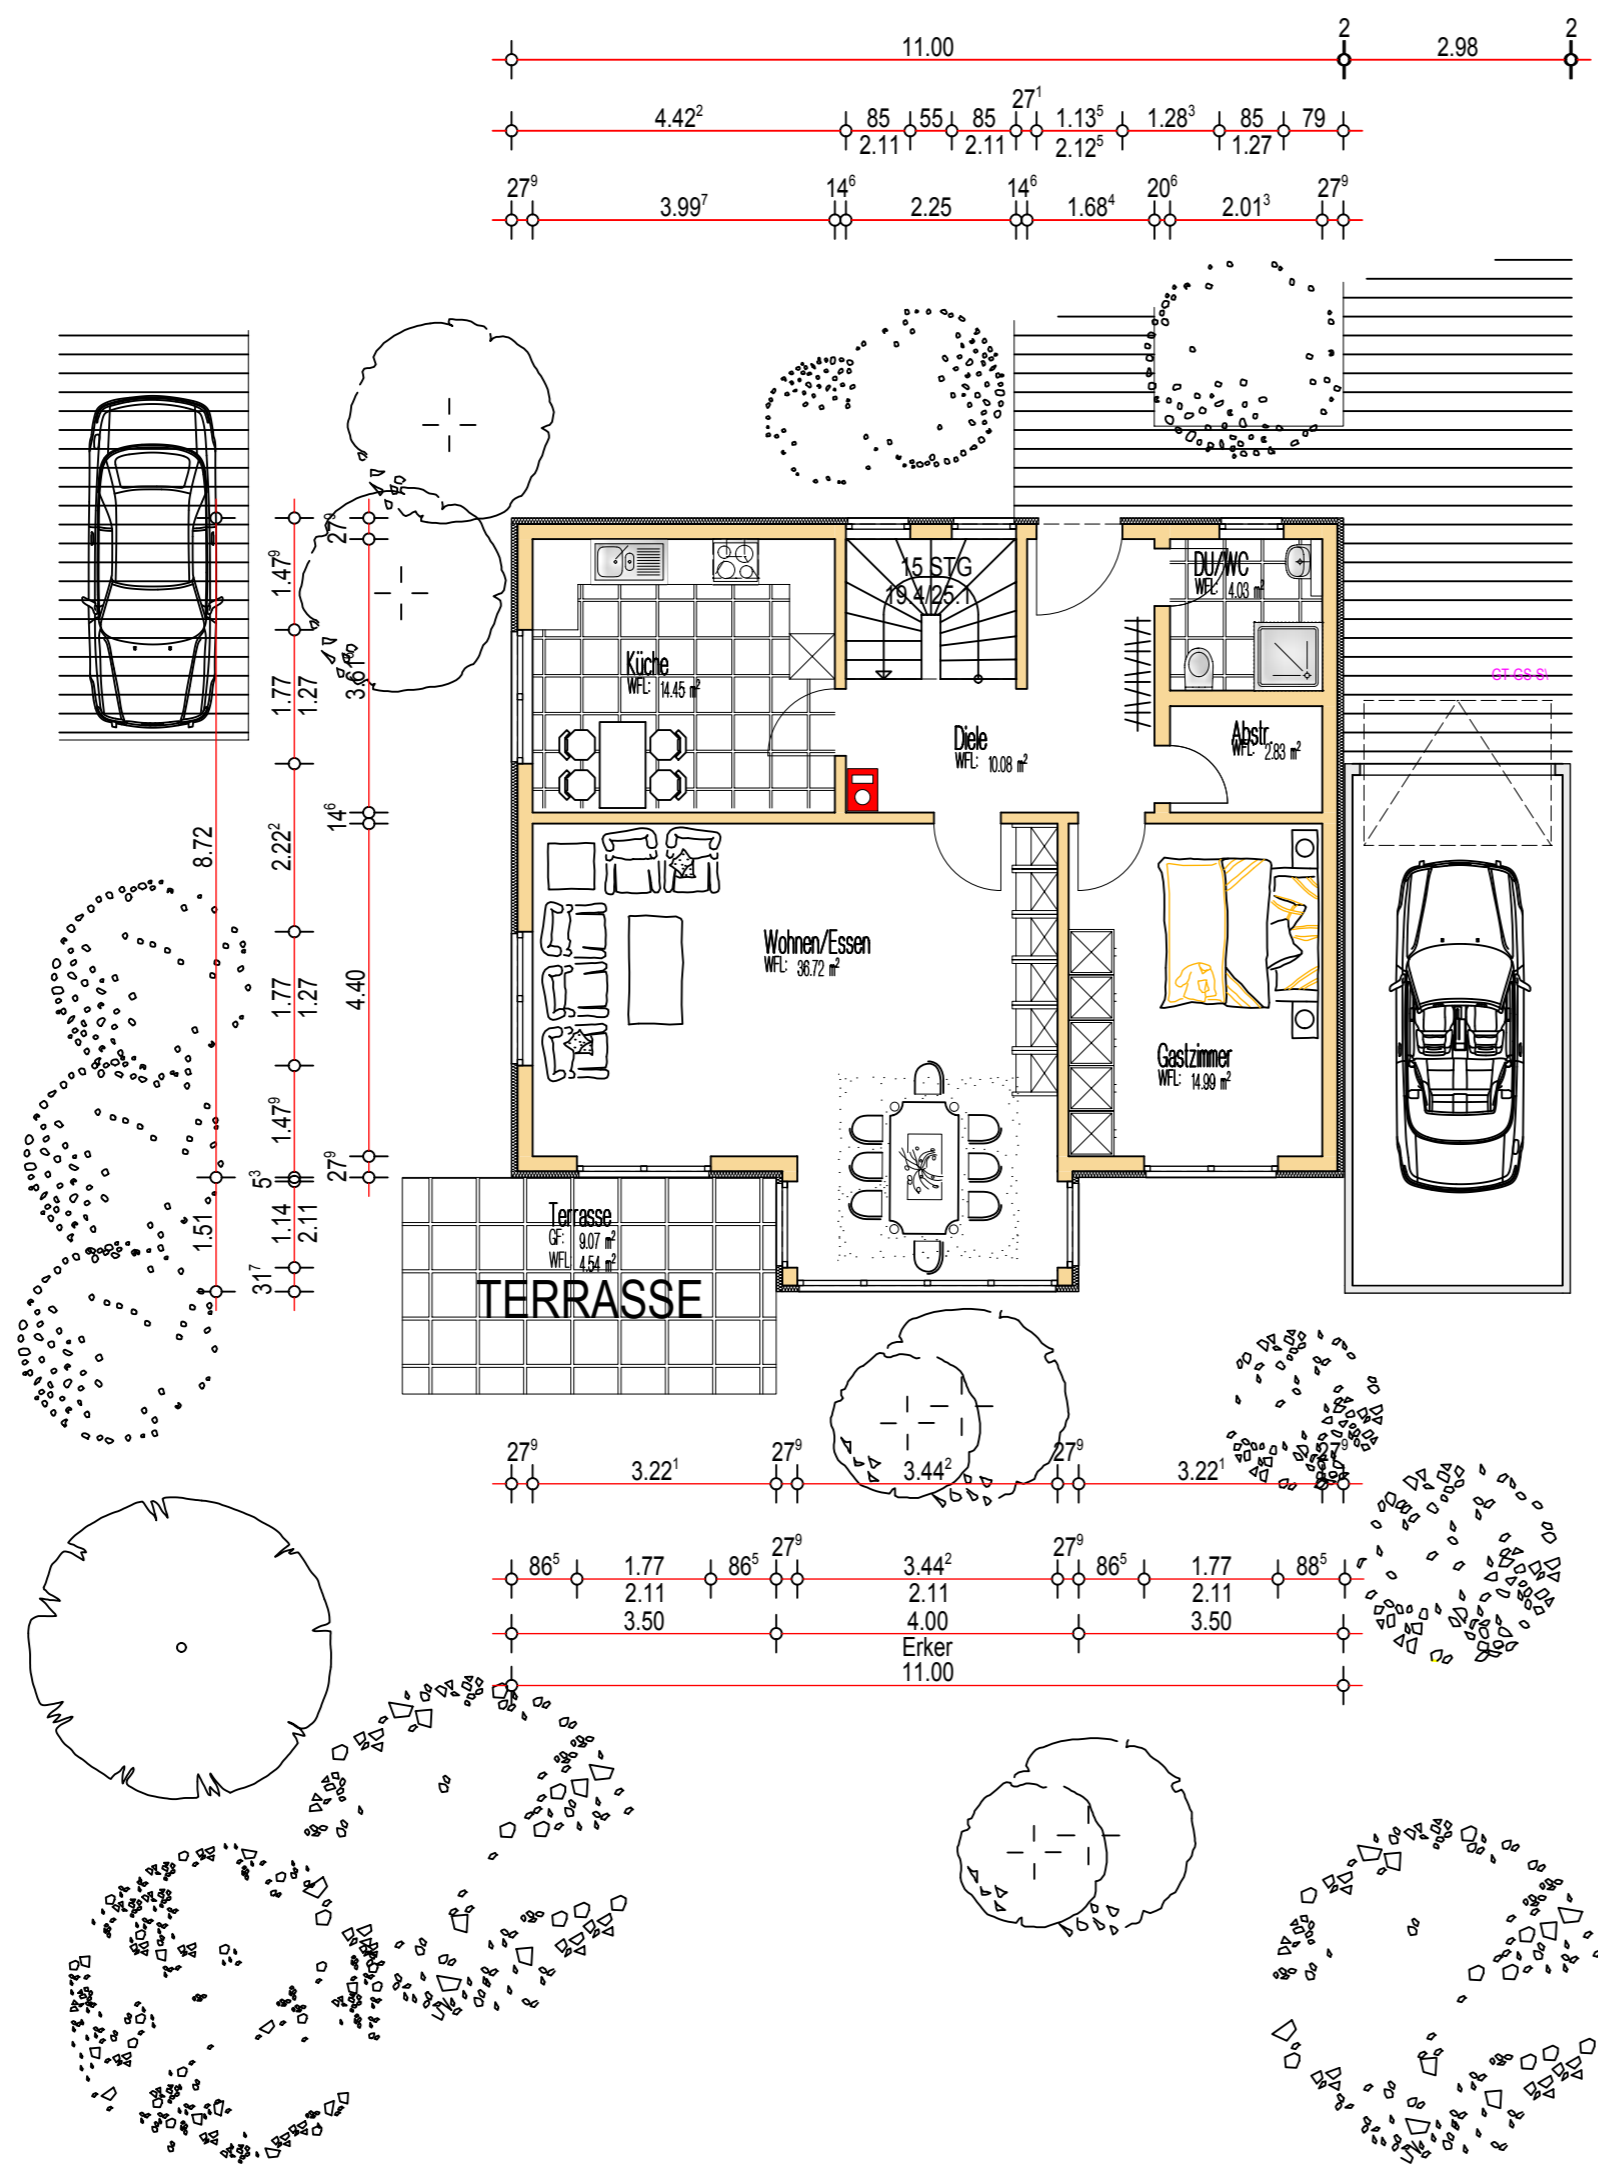 2 2
11.00 2.98
27¹
4.42² 85 55 85 1.13⁵ 1.28³ 85 79
2.11 2.11 2.12⁵ 1.27
27⁹ 14⁶ 14⁶ 20⁶ 27⁹
3.99⁷ 2.25 1.68⁴ 2.01³
27⁹
1.47⁹
1.77
1.27
14⁶
8.72
2.22²
1.77
1.27
4.40
1.47⁹
27⁹
5³
1.51
1.14
2.11
31⁷
15 STG
19.4/25.1
DU/WC
WFL: 4.03 m²
Küche
WFL: 14.45 m²
Diele
WFL: 10.08 m²
Abstr.
WFL: 2.83 m²
Wohnen/Essen
WFL: 36.72 m²
Gastzimmer
WFL: 14.99 m²
Terrasse
GF: 9.07 m²
WFL 4.54 m²
TERRASSE
27⁹ 27⁹ 27⁹ 27⁹
3.22¹ 3.44² 3.22¹
27⁹ 27⁹
86⁵ 1.77 86⁵ 3.44² 86⁵ 1.77 88⁵
2.11 2.11 2.11
3.50 4.00 3.50
Erker
11.00